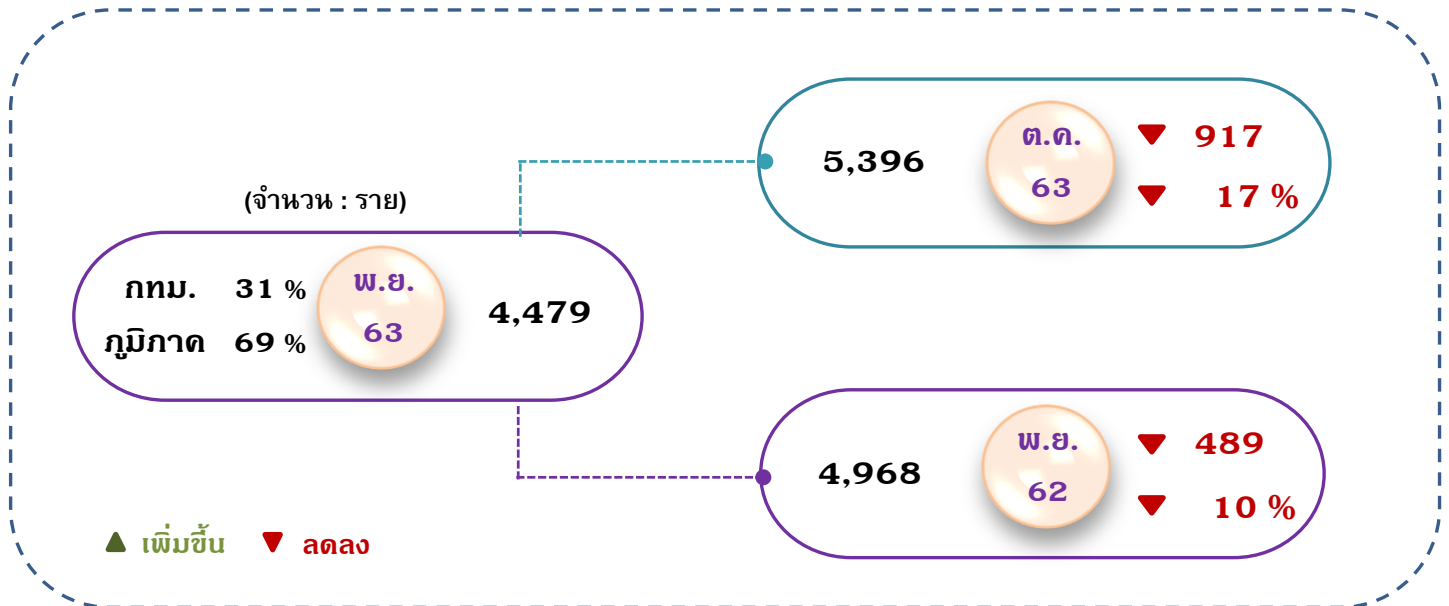 (จำนวน : ราย)
กทม. 31 %
ภูมิภาค 69 %
พ.ย.
63
4,479
5,396
ต.ค.
63
▼ 917
▼ 17 %
4,968
พ.ย.
62
▼ 489
▼ 10 %
▲ เพิ่มขึ้น ▼ ลดลง